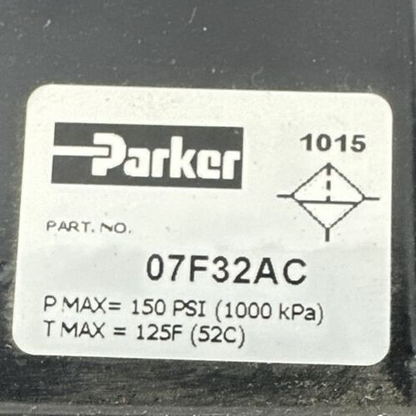 Parker
1015
PART. NO.
07F32AC
P MAX= 150 PSI (1000 kPa)
T MAX = 125F (52C)